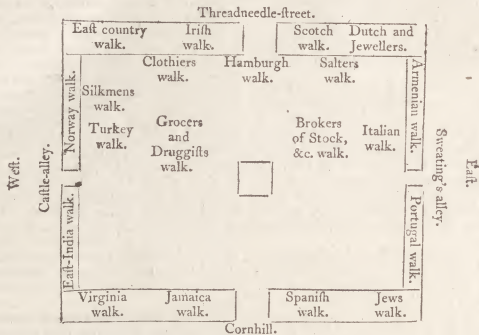 Threadneedle-ſtreet.
Eaſt country
walk.
Iriſh
walk.
Scotch
walk.
Dutch and
Jewellers.
Clothiers
walk.
Hamburgh
walk.
Salters
walk.
Norway walk.
Silkmens
walk.
Turkey
walk.
Grocers
and
Druggiſts
walk.
Brokers
of Stock,
&c. walk.
Italian
walk.
Armenian walk.
Weſt.
Caſtle-alley.
Sweating's alley.
Eaſt.
Eaſt-India walk.
Portugal walk.
Virginia
walk.
Jamaica
walk.
Spaniſh
walk.
Jews
walk.
Cornhill.